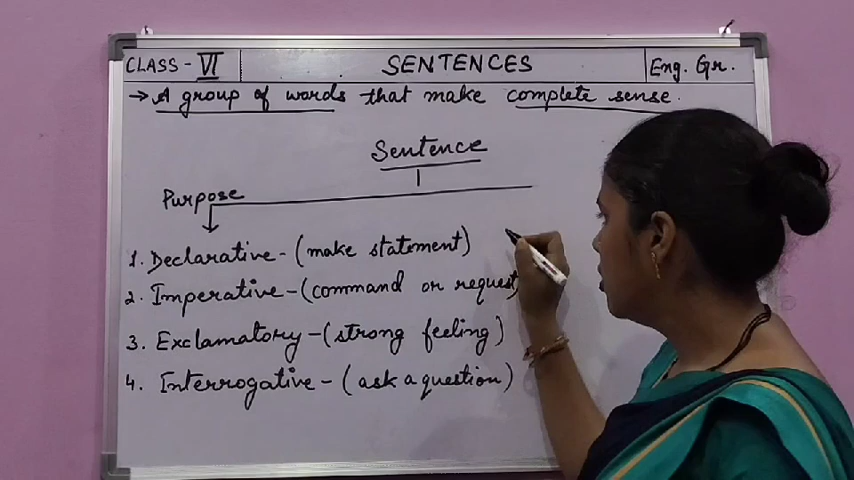 CLASS - VI
SENTENCES
Eng. Gr.
→ A group of words that make complete sense.
Sentence
Purpose
1. Declarative - (make statement)
2. Imperative - (command or request)
3. Exclamatory - (strong feeling)
4. Interrogative - (ask a question)